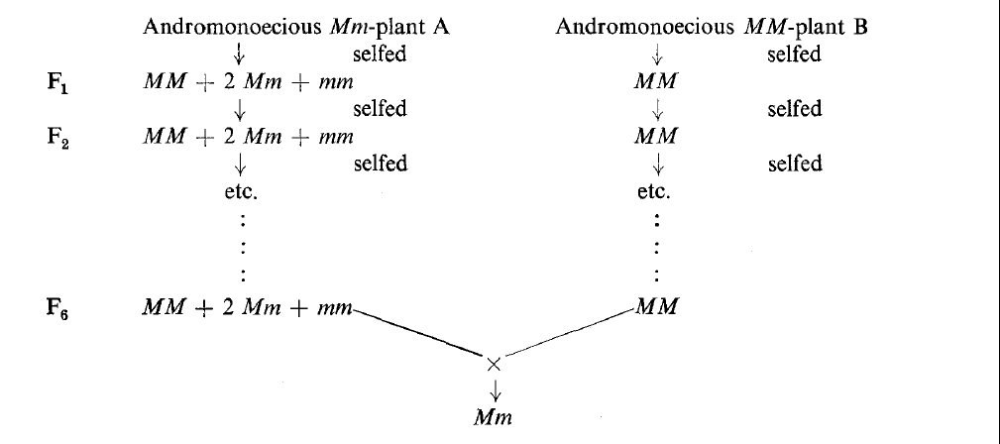 Andromonoecious Mm-plant A Andromonoecious MM-plant B
↓ selfed ↓ selfed
F₁ MM + 2 Mm + mm MM
↓ selfed ↓ selfed
F₂ MM + 2 Mm + mm MM
↓ selfed ↓ selfed
etc. etc.
F₆ MM + 2 Mm + mm MM
×
↓
Mm